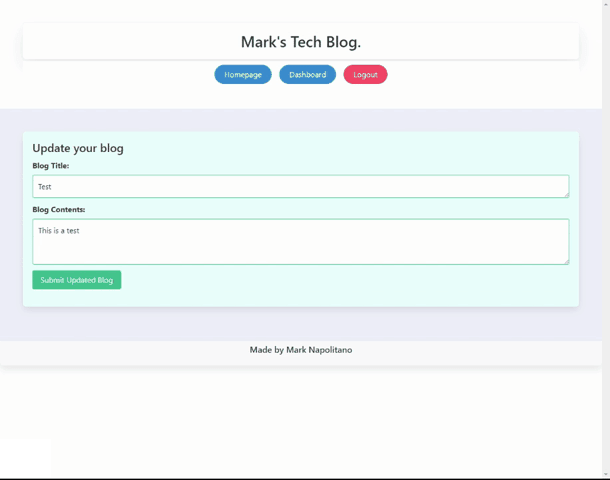 Mark's Tech Blog.
Homepage Dashboard Logout
Update your blog
Blog Title:
Test
Blog Contents:
This is a test
Submit Updated Blog
Made by Mark Napolitano